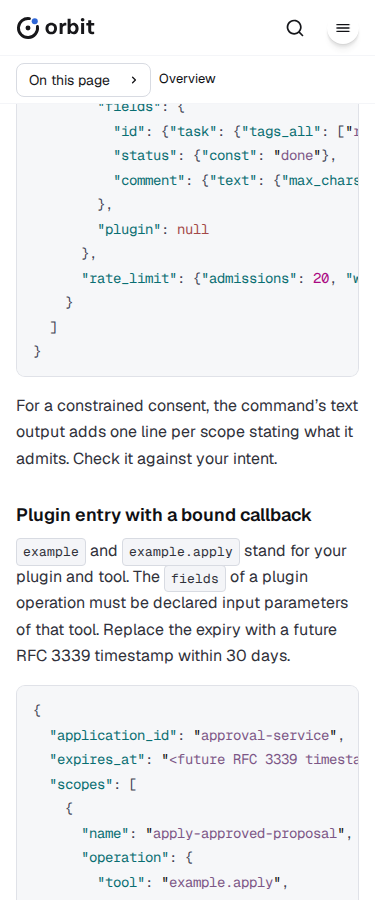 orbit
On this page
Overview
"fields": {
"id": {"task": {"tags_all": ["r
"status": {"const": "done"},
"comment": {"text": {"max_chars
},
"plugin": null
},
"rate_limit": {"admissions": 20, "w
}
]
}
For a constrained consent, the command’s text
output adds one line per scope stating what it
admits. Check it against your intent.
Plugin entry with a bound callback
example and example.apply stand for your
plugin and tool. The fields of a plugin
operation must be declared input parameters
of that tool. Replace the expiry with a future
RFC 3339 timestamp within 30 days.
{
"application_id": "approval-service",
"expires_at": "<future RFC 3339 timesta
"scopes": [
{
"name": "apply-approved-proposal",
"operation": {
"tool": "example.apply",